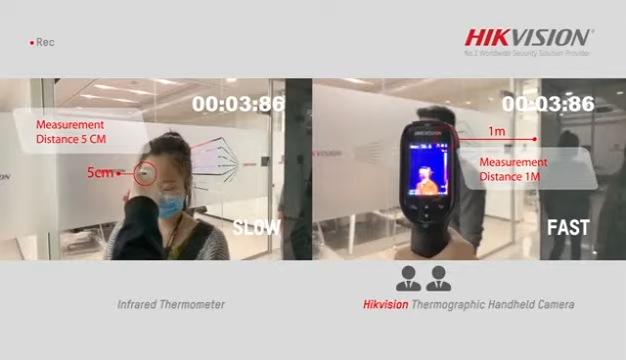 Rec
HIKVISION
No.1 Worldwide Security Solution Provider
00:03:86
00:03:86
Measurement
Distance 5 CM
1m
Measurement
Distance 1M
5cm
HIKVISION
SLOW
FAST
Infrared Thermometer
Hikvision Thermographic Handheld Camera